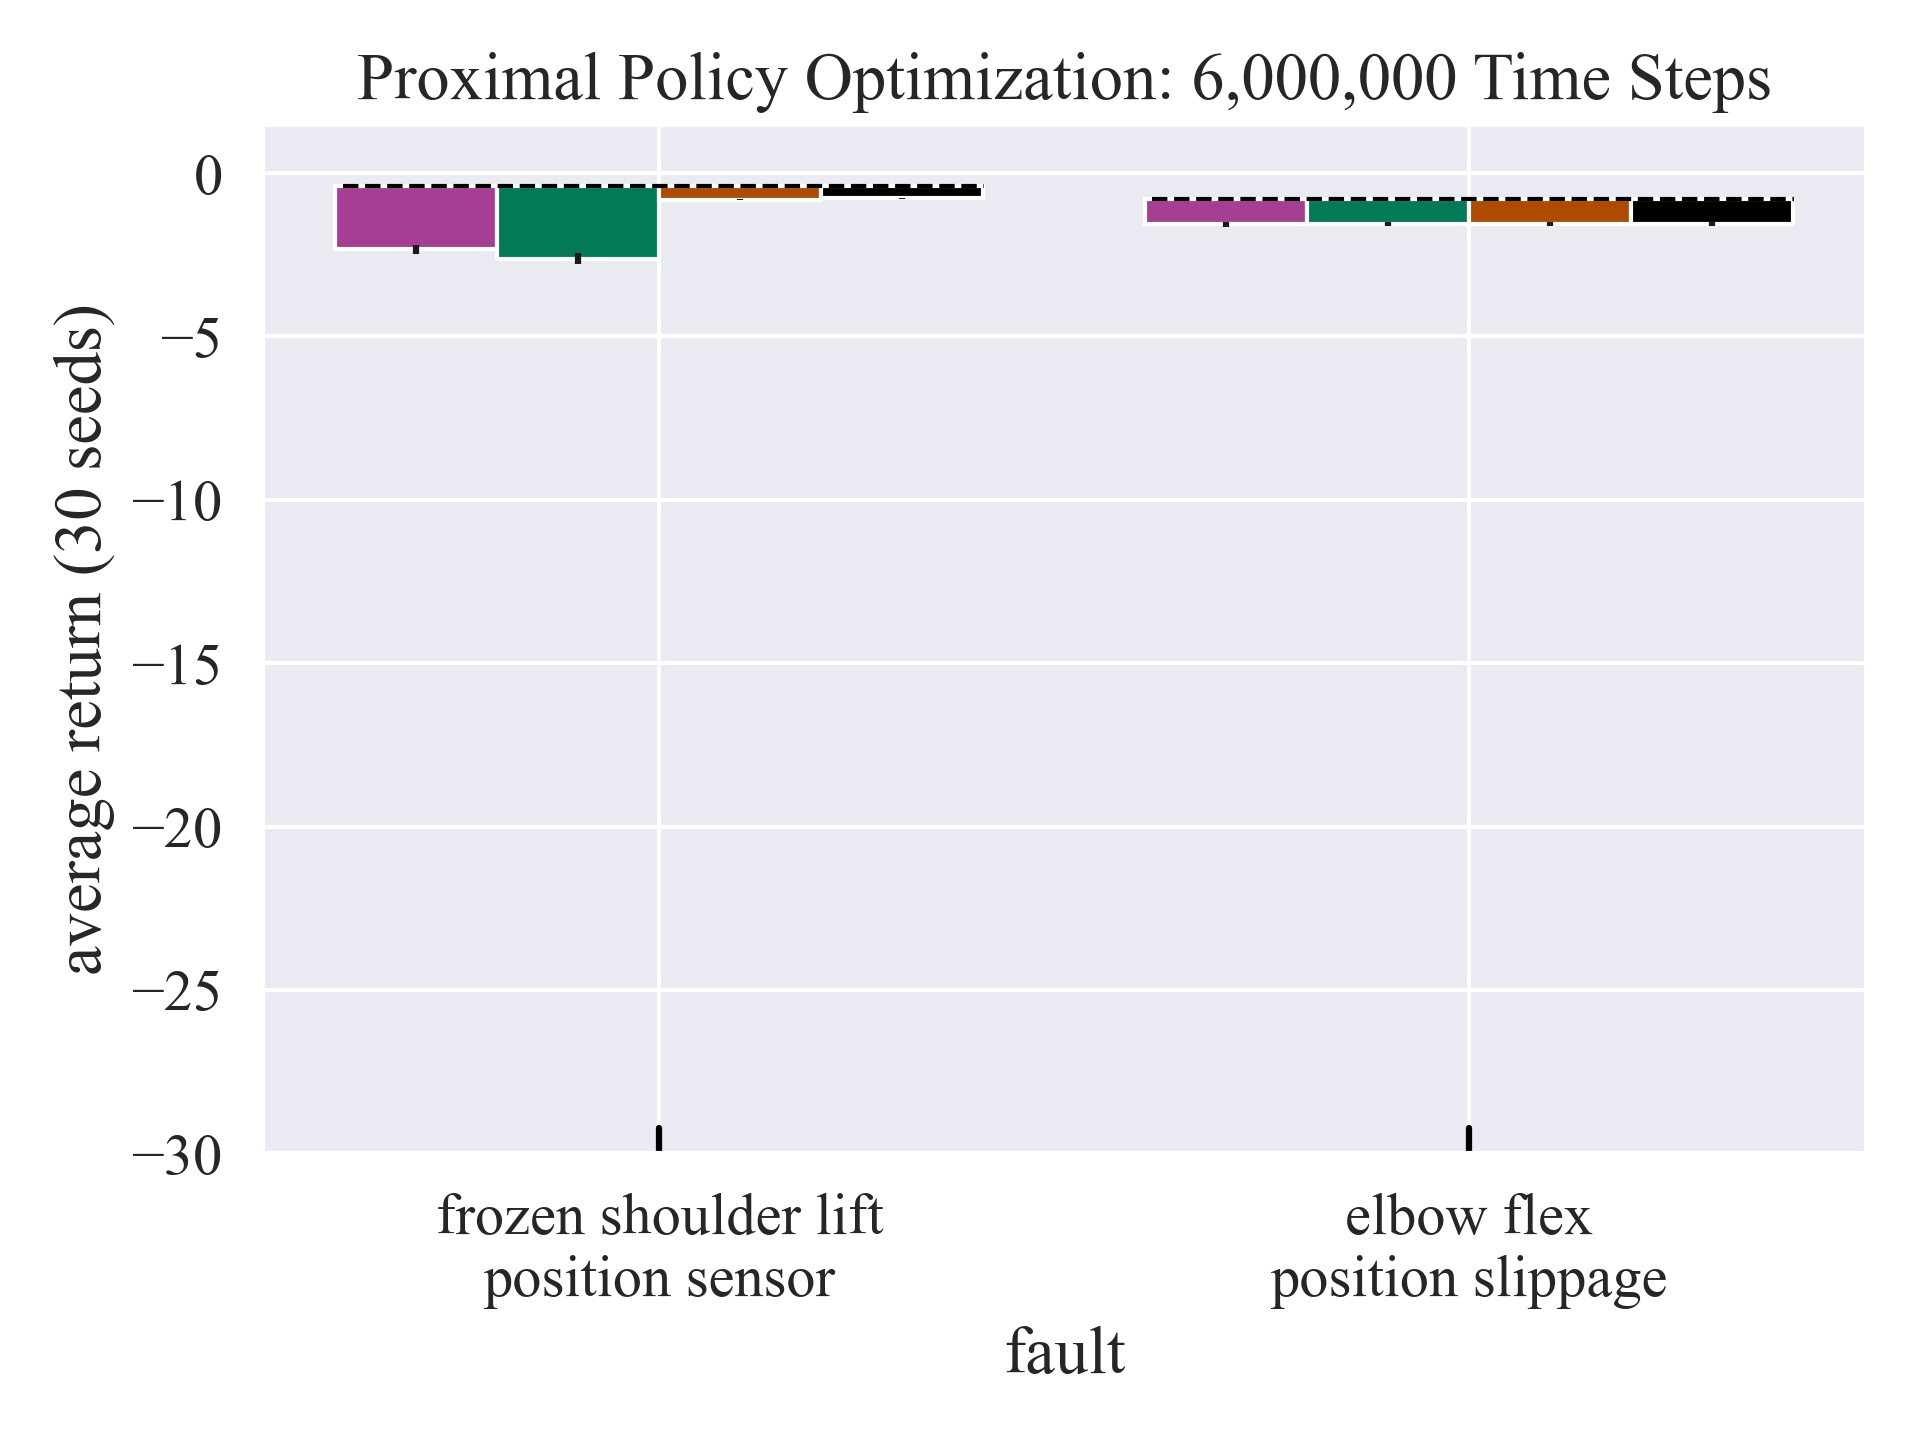 Proximal Policy Optimization: 6,000,000 Time Steps
0
−5
−10
−15
−20
−25
−30
average return (30 seeds)
frozen shoulder lift
position sensor
elbow flex
position slippage
fault